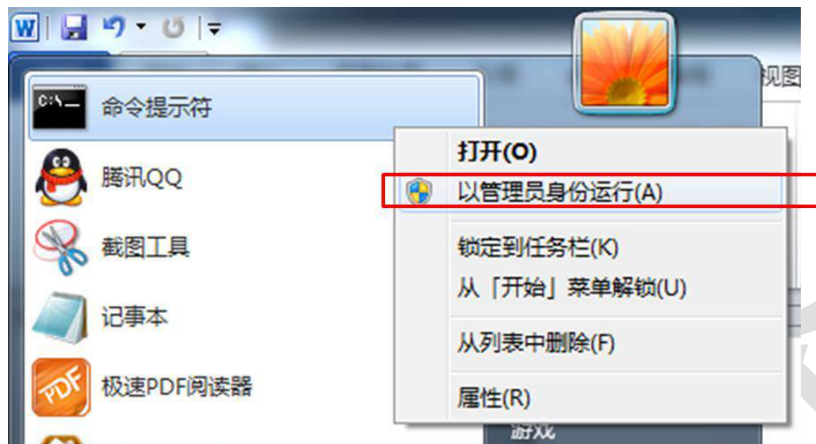 W
视图
C:\
命令提示符
腾讯QQ
截图工具
记事本
PDF
极速PDF阅读器
打开(O)
以管理员身份运行(A)
锁定到任务栏(K)
从「开始」菜单解锁(U)
从列表中删除(F)
属性(R)
游戏